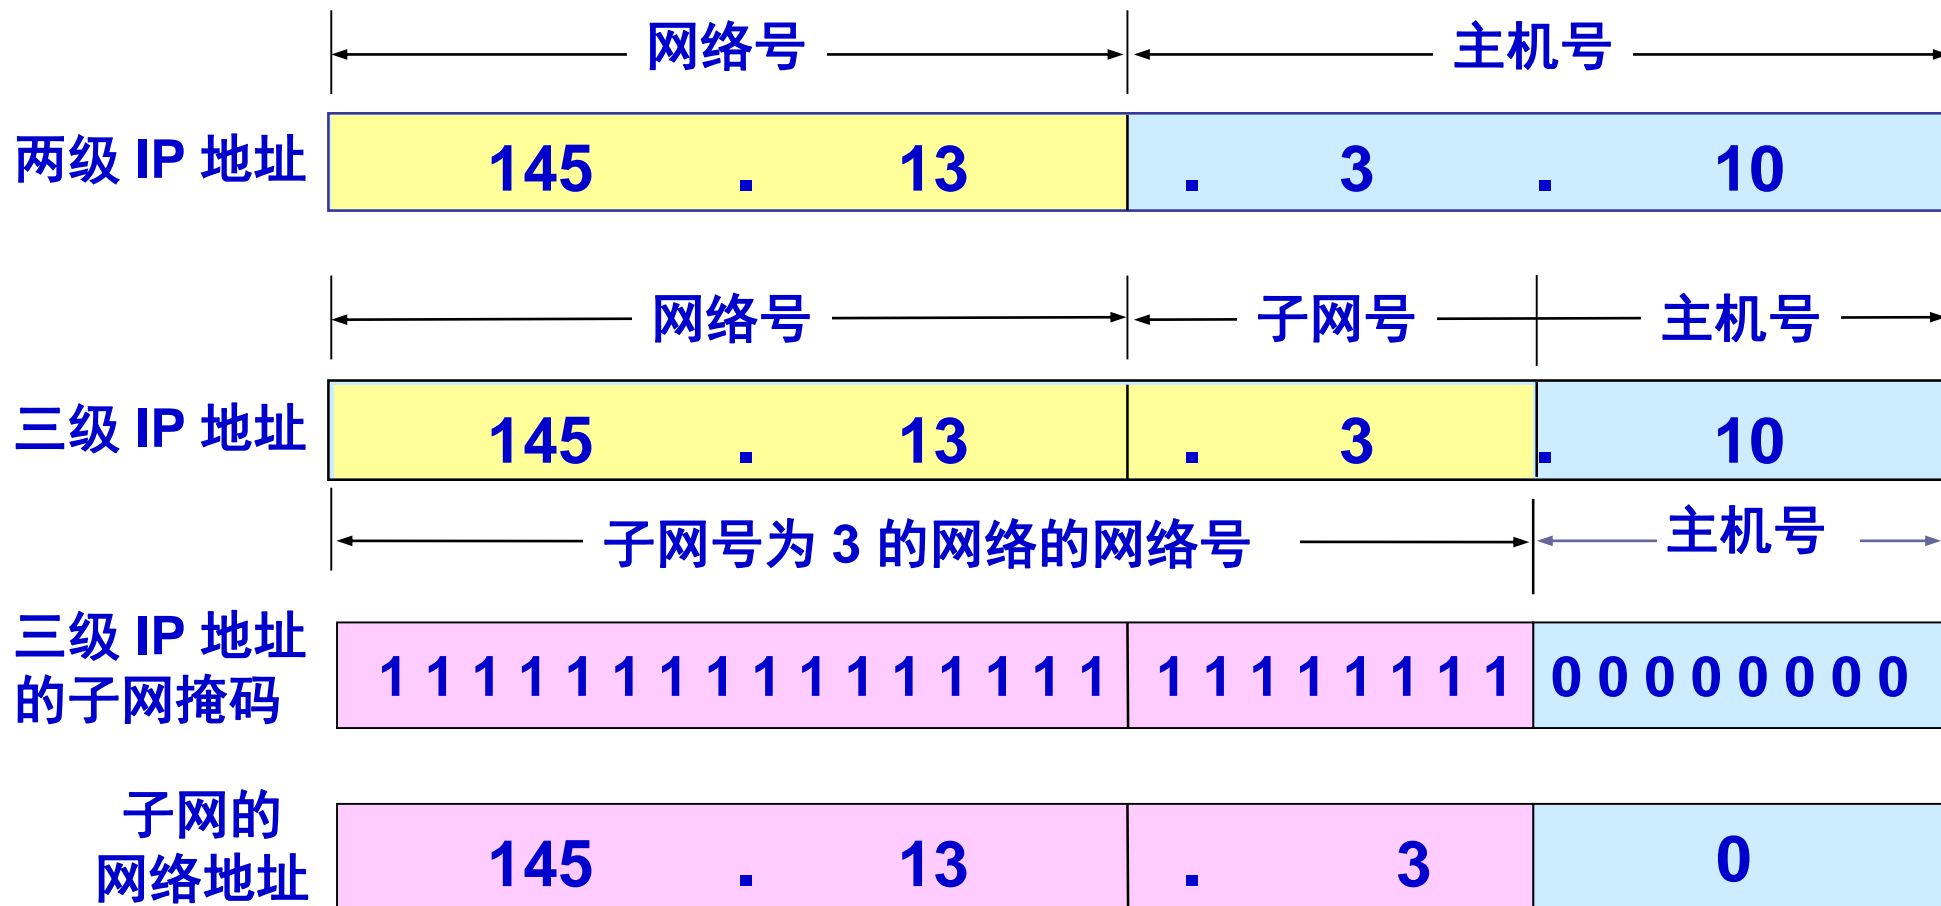 网络号 主机号
两级 IP 地址 145 . 13 . 3 . 10
网络号 子网号 主机号
三级 IP 地址 145 . 13 . 3 . 10
子网号为 3 的网络的网络号 主机号
三级 IP 地址
的子网掩码
1 1 1 1 1 1 1 1 1 1 1 1 1 1 1 1 1 1 1 1 1 1 1 1 0 0 0 0 0 0 0 0
子网的
网络地址
145 . 13 . 3 0